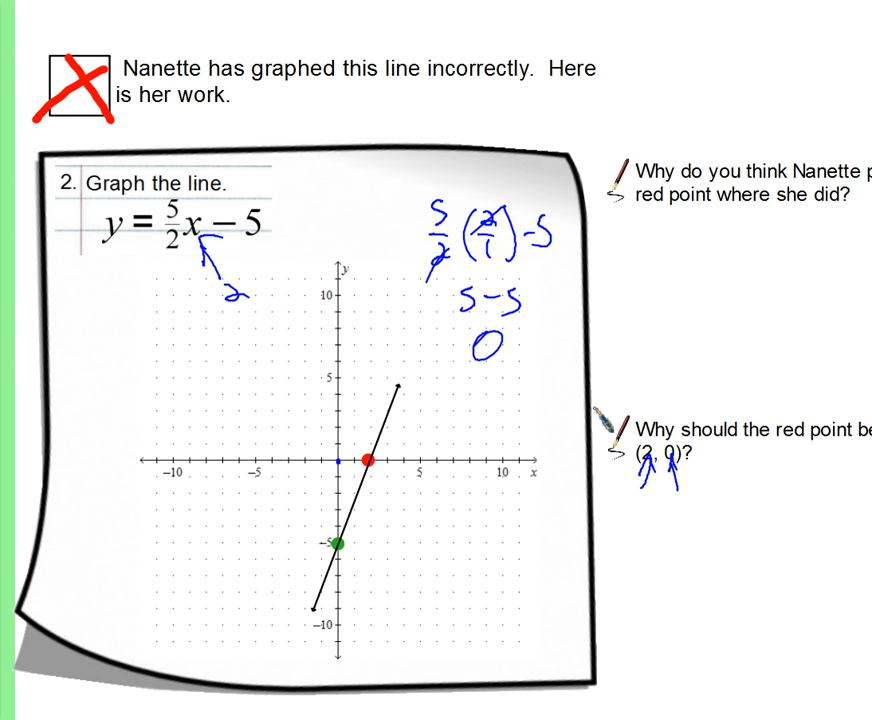 Nanette has graphed this line incorrectly. Here
is her work.
2. Graph the line.
y = 5/2 x − 5
2
5/2 (2/1) - 5
5 - 5
0
y
10
5
-10
-5
5
10
x
-5
-10
Why do you think Nanette p
red point where she did?
Why should the red point be
(2, 0)?